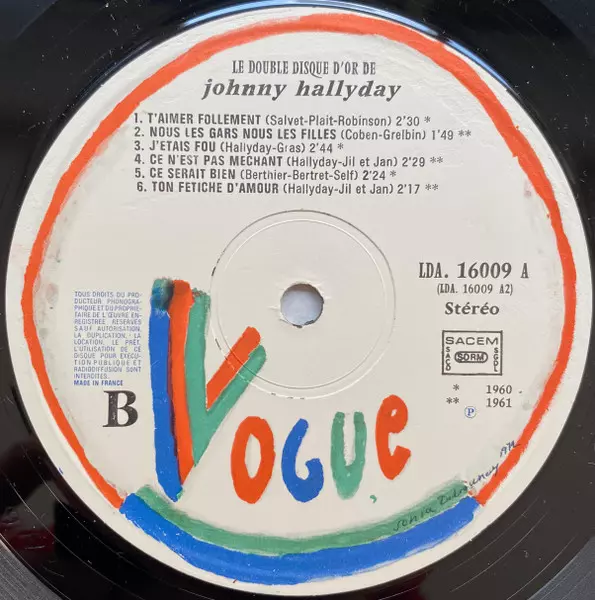 LE DOUBLE DISQUE D'OR DE
johnny hallyday
1. T'AIMER FOLLEMENT (Salvet-Plait-Robinson) 2'30 *
2. NOUS LES GARS NOUS LES FILLES (Coben-Grelbin) 1'49 **
3. J'ETAIS FOU (Hallyday-Gras) 2'44 *
4. CE N'EST PAS MECHANT (Hallyday-Jil et Jan) 2'29 **
5. CE SERAIT BIEN (Berthier-Bertret-Self) 2'24 *
6. TON FETICHE D'AMOUR (Hallyday-Jil et Jan) 2'17 **
LDA. 16009 A
(LDA. 16009 A2)
Stéréo
TOUS DROITS DU PRO-
DUCTEUR PHONOGRA-
PHIQUE ET DU PROPRIE-
TAIRE DE L'ŒUVRE EN-
REGISTREE RESERVES
SAUF AUTORISATION,
LA DUPLICATION, LA
LOCATION, LE PRET,
L'UTILISATION DE CE
DISQUE POUR EXECU-
TION PUBLIQUE ET
RADIODIFFUSION SONT
INTERDITES.
MADE IN FRANCE
SACEM
SACD SDRM SGDL
* 1960
** ℗ 1961
B
VOGUE
sonia delaunay